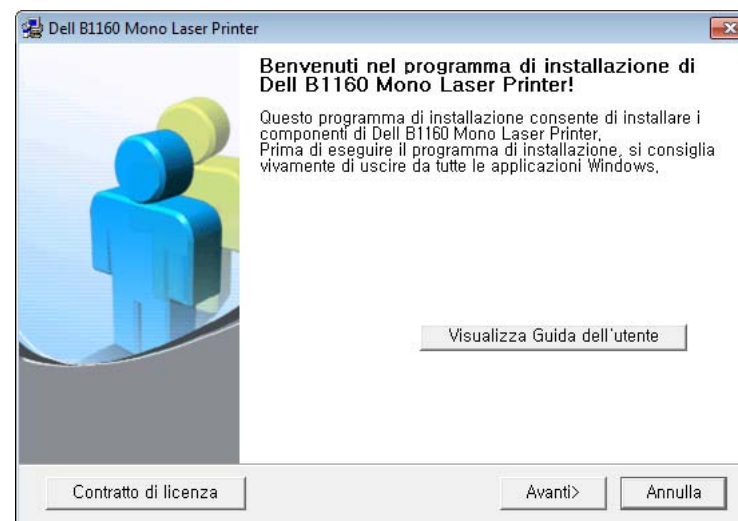 Dell B1160 Mono Laser Printer
Benvenuti nel programma di installazione di
Dell B1160 Mono Laser Printer!
Questo programma di installazione consente di installare i
componenti di Dell B1160 Mono Laser Printer.
Prima di eseguire il programma di installazione, si consiglia
vivamente di uscire da tutte le applicazioni Windows.
Visualizza Guida dell'utente
Contratto di licenza
Avanti>
Annulla